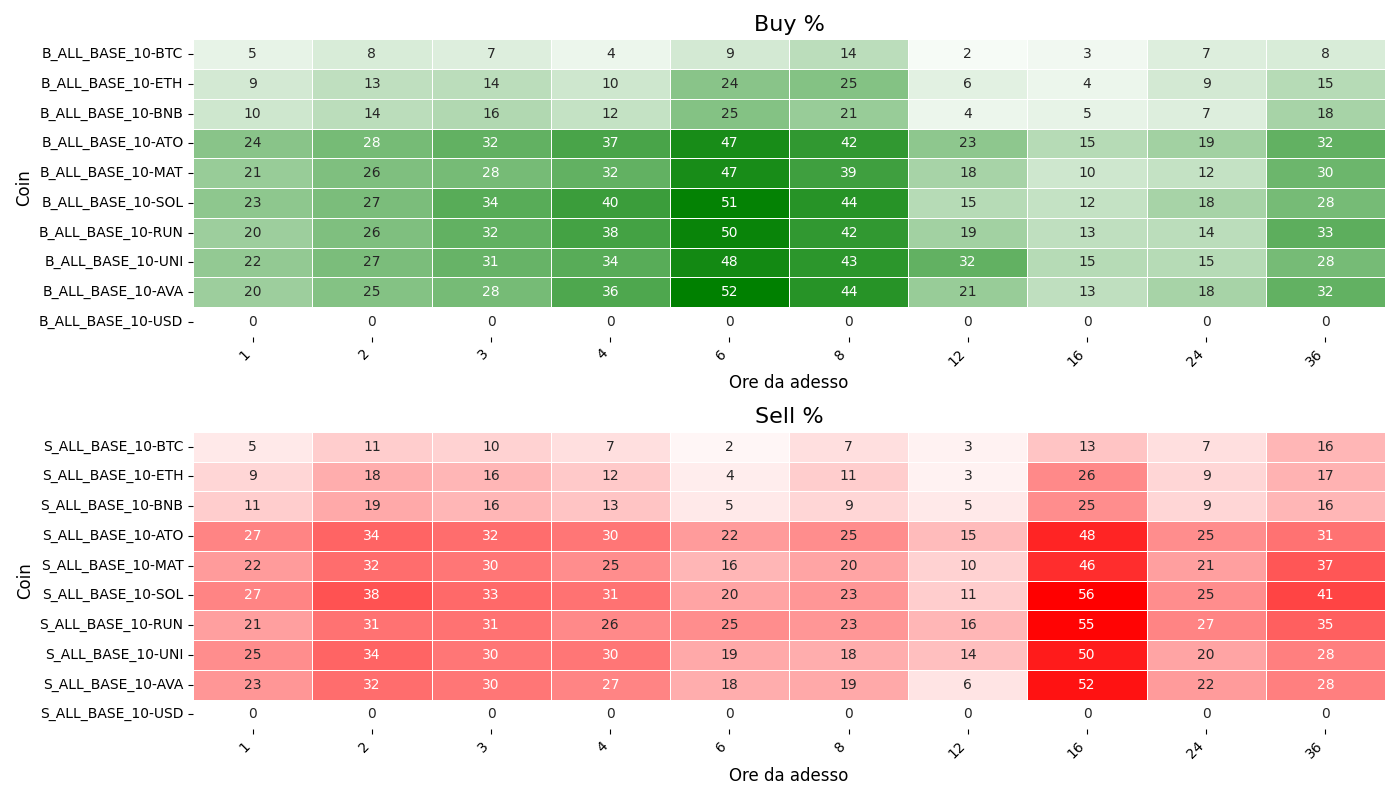 Buy %
Coin
B_ALL_BASE_10-BTC 5 8 7 4 9 14 2 3 7 8
B_ALL_BASE_10-ETH 9 13 14 10 24 25 6 4 9 15
B_ALL_BASE_10-BNB 10 14 16 12 25 21 4 5 7 18
B_ALL_BASE_10-ATO 24 28 32 37 47 42 23 15 19 32
B_ALL_BASE_10-MAT 21 26 28 32 47 39 18 10 12 30
B_ALL_BASE_10-SOL 23 27 34 40 51 44 15 12 18 28
B_ALL_BASE_10-RUN 20 26 32 38 50 42 19 13 14 33
B_ALL_BASE_10-UNI 22 27 31 34 48 43 32 15 15 28
B_ALL_BASE_10-AVA 20 25 28 36 52 44 21 13 18 32
B_ALL_BASE_10-USD 0 0 0 0 0 0 0 0 0 0
1 2 3 4 6 8 12 16 24 36
Ore da adesso
Sell %
Coin
S_ALL_BASE_10-BTC 5 11 10 7 2 7 3 13 7 16
S_ALL_BASE_10-ETH 9 18 16 12 4 11 3 26 9 17
S_ALL_BASE_10-BNB 11 19 16 13 5 9 5 25 9 16
S_ALL_BASE_10-ATO 27 34 32 30 22 25 15 48 25 31
S_ALL_BASE_10-MAT 22 32 30 25 16 20 10 46 21 37
S_ALL_BASE_10-SOL 27 38 33 31 20 23 11 56 25 41
S_ALL_BASE_10-RUN 21 31 31 26 25 23 16 55 27 35
S_ALL_BASE_10-UNI 25 34 30 30 19 18 14 50 20 28
S_ALL_BASE_10-AVA 23 32 30 27 18 19 6 52 22 28
S_ALL_BASE_10-USD 0 0 0 0 0 0 0 0 0 0
1 2 3 4 6 8 12 16 24 36
Ore da adesso